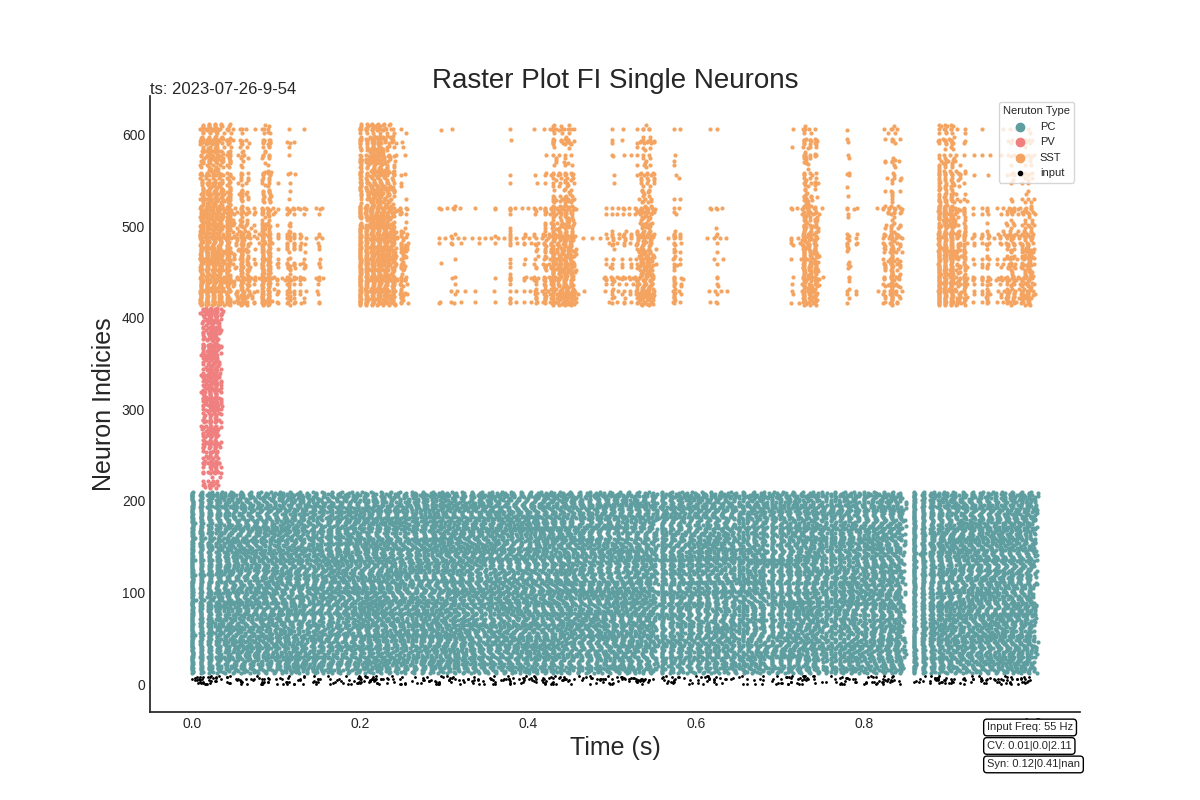 Raster Plot FI Single Neurons
ts: 2023-07-26-9-54
Neruton Type
PC
PV
SST
input
Neuron Indicies
600
500
400
300
200
100
0
0.0 0.2 0.4 0.6 0.8
Time (s)
Input Freq: 55 Hz
CV: 0.01|0.0|2.11
Syn: 0.12|0.41|nan